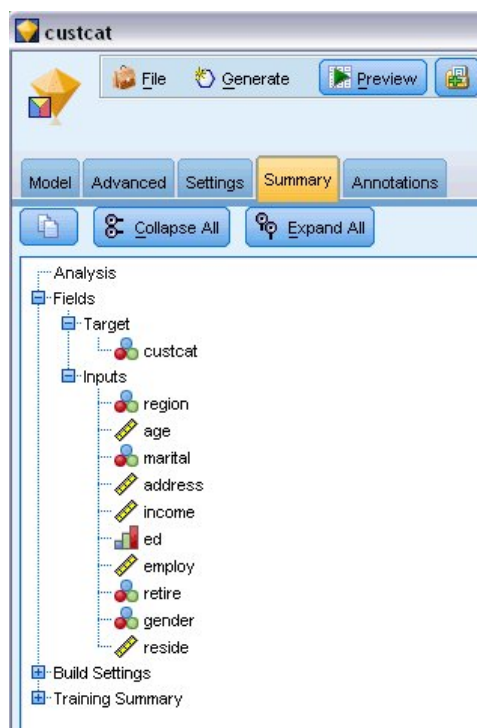 custcat
File Generate Preview
Model Advanced Settings Summary Annotations
Collapse All Expand All
Analysis
Fields
Target
custcat
Inputs
region
age
marital
address
income
ed
employ
retire
gender
reside
Build Settings
Training Summary